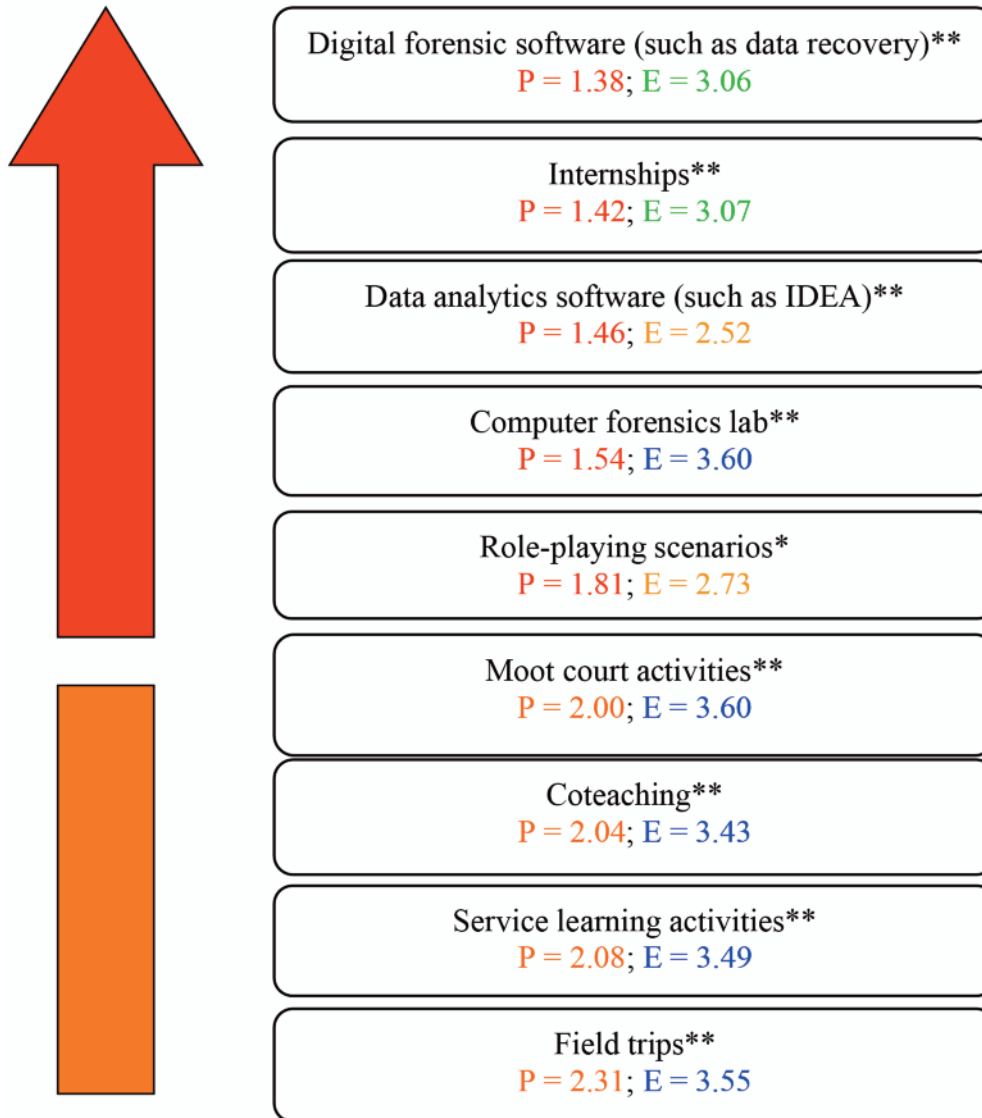 Digital forensic software (such as data recovery)**
P = 1.38; E = 3.06
Internships**
P = 1.42; E = 3.07
Data analytics software (such as IDEA)**
P = 1.46; E = 2.52
Computer forensics lab**
P = 1.54; E = 3.60
Role-playing scenarios*
P = 1.81; E = 2.73
Moot court activities**
P = 2.00; E = 3.60
Coteaching**
P = 2.04; E = 3.43
Service learning activities**
P = 2.08; E = 3.49
Field trips**
P = 2.31; E = 3.55